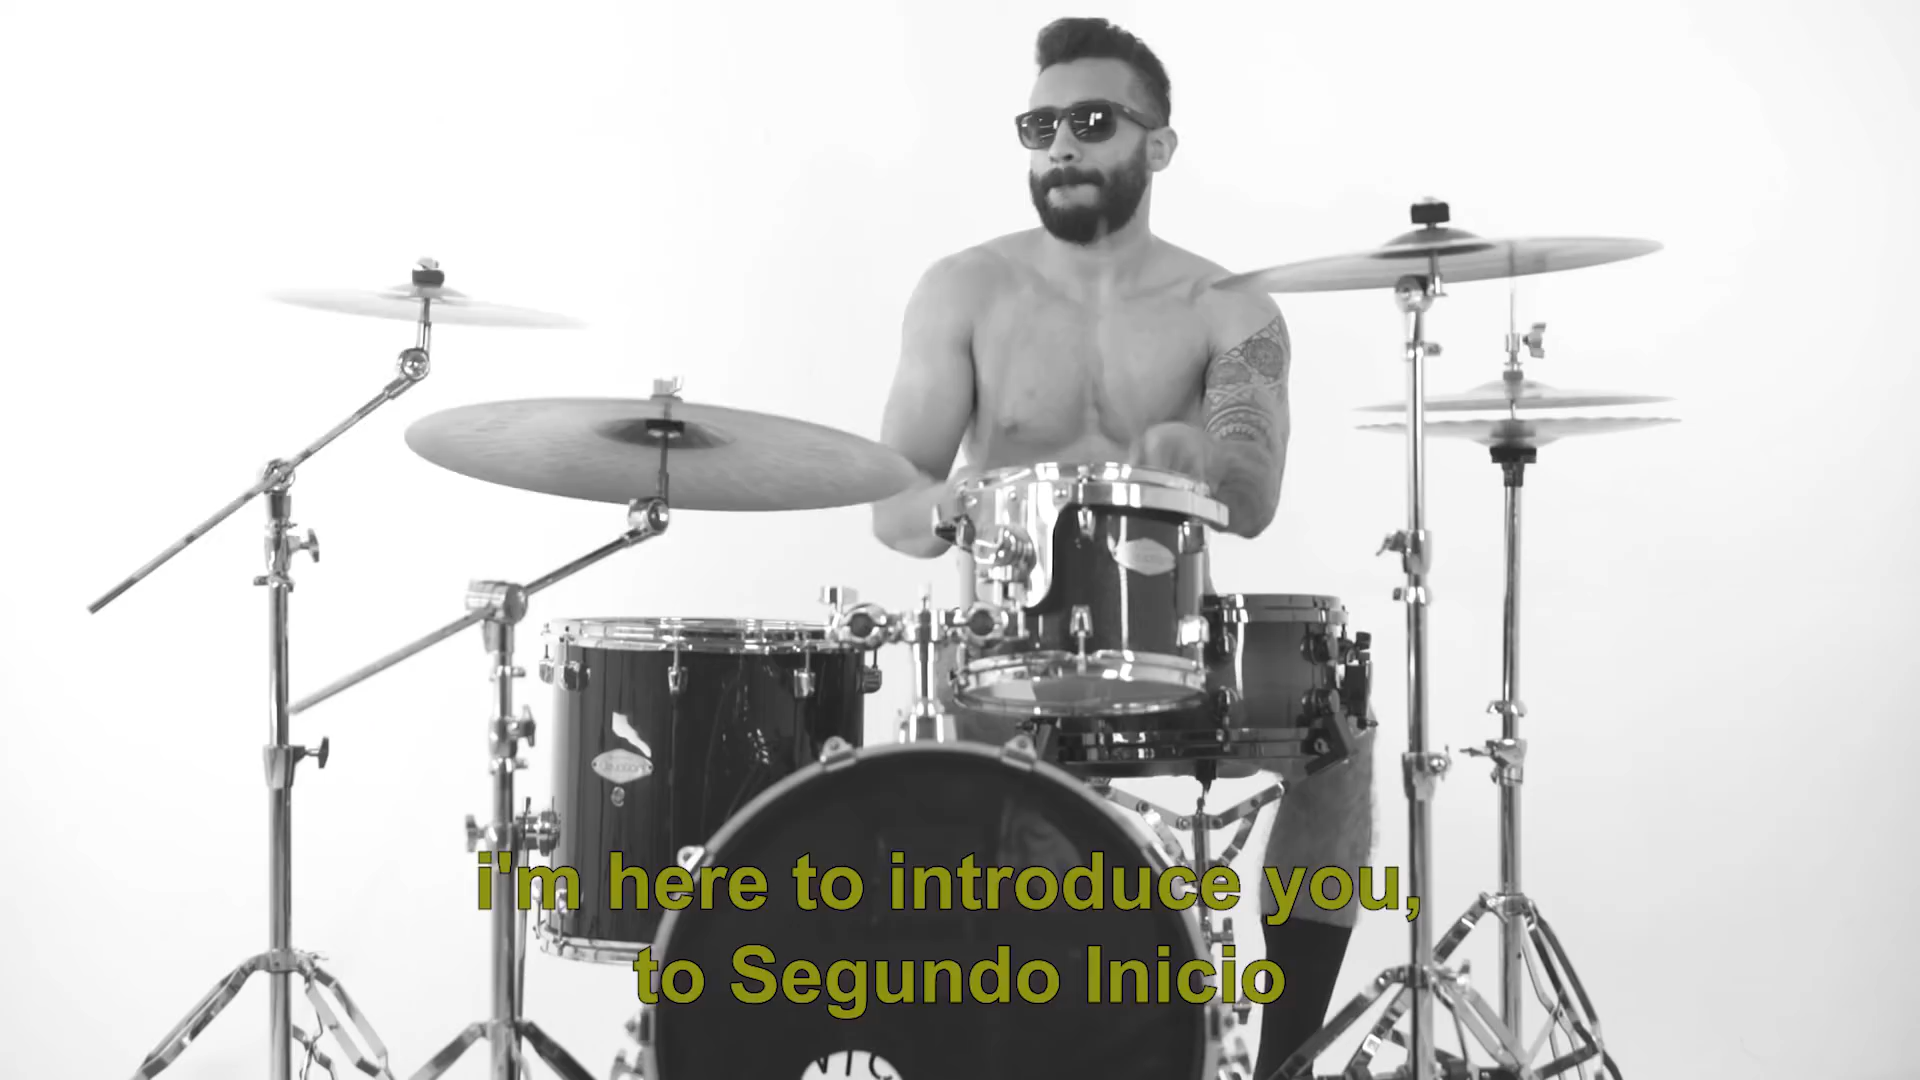 i'm here to introduce you,
to Segundo Inicio